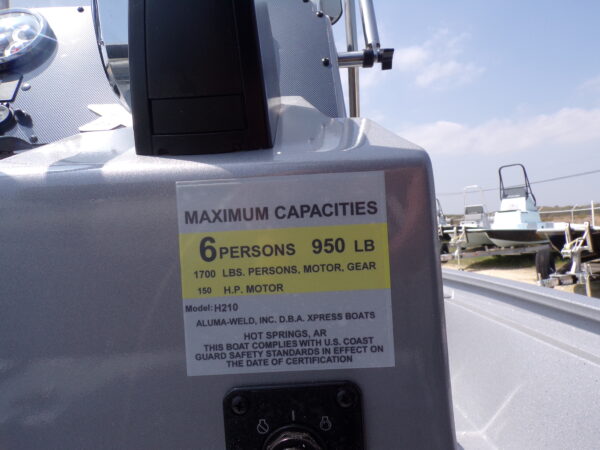 MAXIMUM CAPACITIES
6 PERSONS 950 LB
1700 LBS. PERSONS, MOTOR, GEAR
150 H.P. MOTOR
Model: H210
ALUMA-WELD, INC. D.B.A. XPRESS BOATS
HOT SPRINGS, AR
THIS BOAT COMPLIES WITH U.S. COAST
GUARD SAFETY STANDARDS IN EFFECT ON
THE DATE OF CERTIFICATION